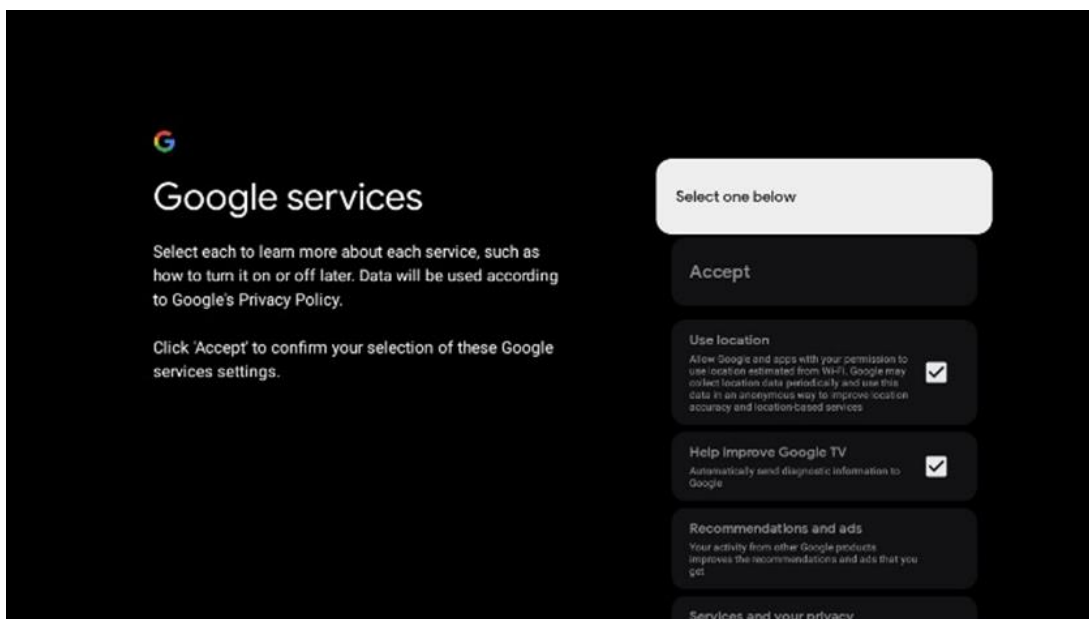 Google services
Select each to learn more about each service, such as
how to turn it on or off later. Data will be used according
to Google's Privacy Policy.
Click 'Accept' to confirm your selection of these Google
services settings.
Select one below
Accept
Use location
Allow Google and apps with your permission to
use location estimated from Wi-Fi. Google may
collect location data periodically and use this
data in an anonymous way to improve location
accuracy and location-based services
Help improve Google TV
Automatically send diagnostic information to
Google
Recommendations and ads
Your activity from other Google products
improves the recommendations and ads that you
get
Services and your privacy